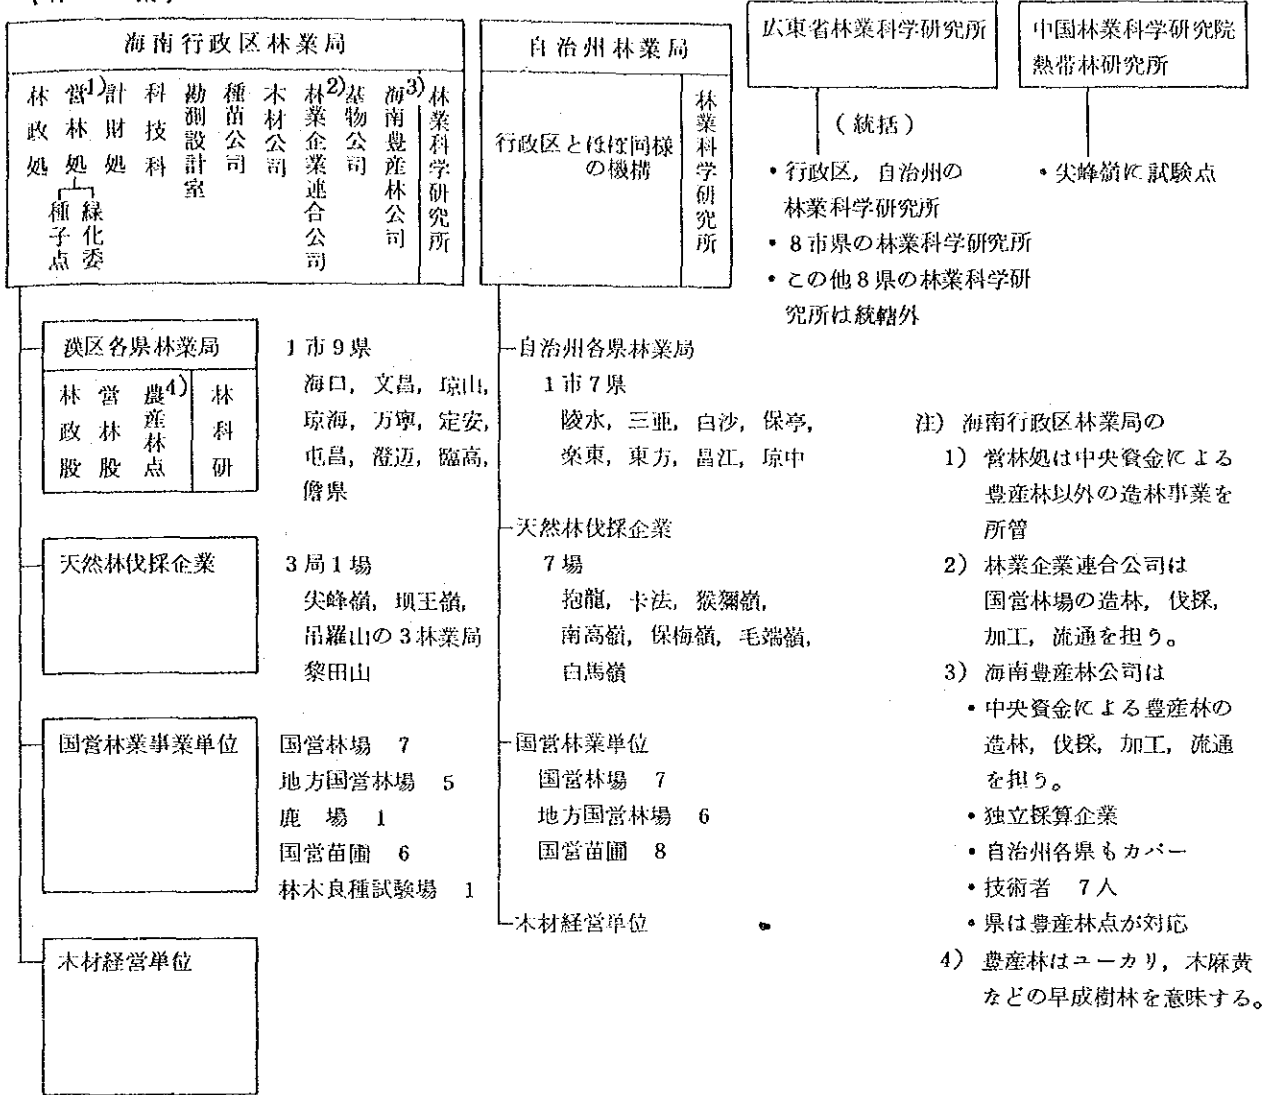 海南行政区林業局
林政処
営林処 1)
種子点
緑化委
計財処
科技科
勘測設計室
種苗公司
木材公司
林業企業連合公司 2)
基物公司
海南豊産林公司 3)
林業科学研究所
自治州林業局
行政区とほぼ同様
の機構
林業科学研究所
広東省林業科学研究所
(統括)
• 行政区，自治州の
林業科学研究所
• 8市県の林業科学研究所
• この他8県の林業科学研
究所は統轄外
中国林業科学研究院
熱帯林研究所
• 尖峰嶺に試験点
漢区各県林業局
林政股
営林股
農産林点 4)
林科研
1市9県
海口，文昌，琼山，
琼海，万寧，定安，
屯昌，澄辺，臨高，
儋県
天然林伐採企業
3局1場
尖峰嶺，坝王嶺，
吊羅山の3林業局
黎田山
国営林業事業単位
国営林場 7
地方国営林場 5
鹿 場 1
国営苗圃 6
林木良種試験場 1
木材経営単位
自治州各県林業局
1市7県
陵水，三亜，白沙，保亭，
楽東，東方，昌江，琼中
天然林伐採企業
7場
抱龍，卡法，猴獼嶺，
南高嶺，保梅嶺，毛端嶺，
白馬嶺
国営林業単位
国営林場 7
地方国営林場 6
国営苗圃 8
木材経営単位
注) 海南行政区林業局の
1) 営林処は中央資金による
豊産林以外の造林事業を
所管
2) 林業企業連合公司は
国営林場の造林，伐採，
加工，流通を担う。
3) 海南豊産林公司は
• 中央資金による豊産林の
造林，伐採，加工，流通
を担う。
• 独立採算企業
• 自治州各県もカバー
• 技術者 7人
• 県は豊産林点が対応
4) 豊産林はユーカリ，木麻黄
などの早成樹林を意味する。